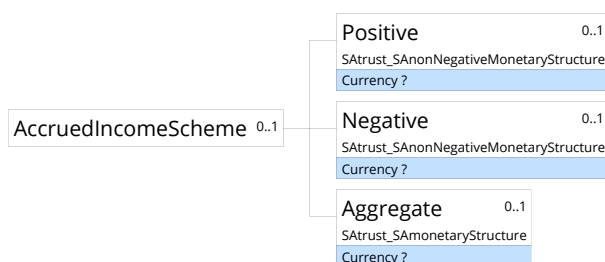 Positive 0..1
SAtrust_SAnonNegativeMonetaryStructure
Currency ?
AccruedIncomeScheme 0..1
Negative 0..1
SAtrust_SAnonNegativeMonetaryStructure
Currency ?
Aggregate 0..1
SAtrust_SAmonetaryStructure
Currency ?